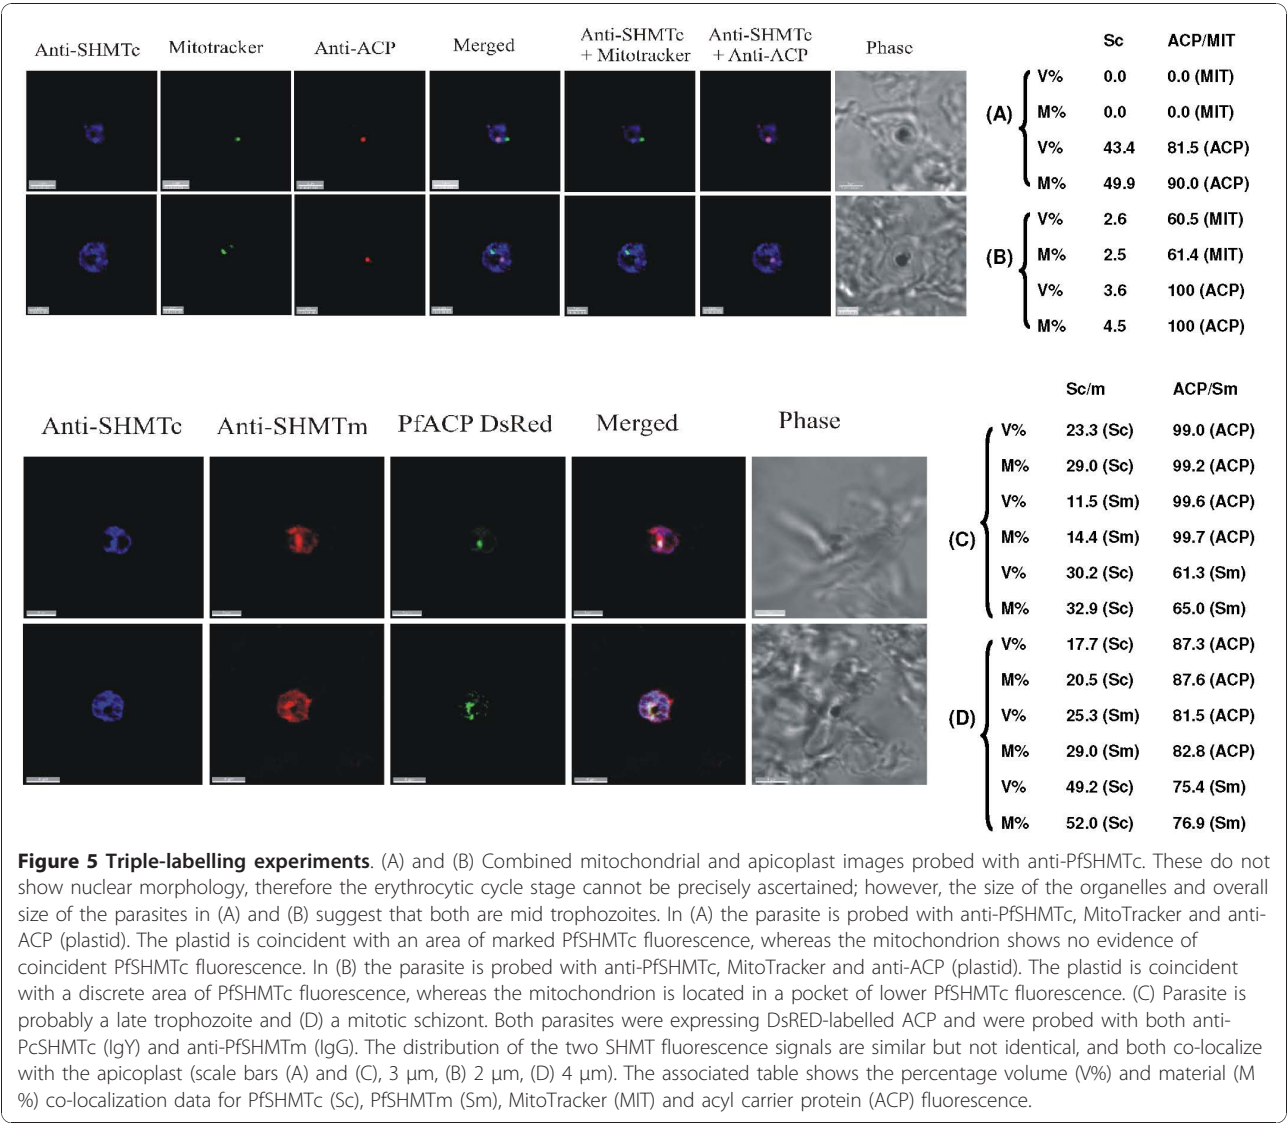 Anti-SHMTc Mitotracker Anti-ACP Merged Anti-SHMTc + Mitotracker Anti-SHMTc + Anti-ACP Phase
Sc ACP/MIT
(A)
V% 0.0 0.0 (MIT)
M% 0.0 0.0 (MIT)
V% 43.4 81.5 (ACP)
M% 49.9 90.0 (ACP)
(B)
V% 2.6 60.5 (MIT)
M% 2.5 61.4 (MIT)
V% 3.6 100 (ACP)
M% 4.5 100 (ACP)
Anti-SHMTc Anti-SHMTm PfACP DsRed Merged Phase
Sc/m ACP/Sm
(C)
V% 23.3 (Sc) 99.0 (ACP)
M% 29.0 (Sc) 99.2 (ACP)
V% 11.5 (Sm) 99.6 (ACP)
M% 14.4 (Sm) 99.7 (ACP)
V% 30.2 (Sc) 61.3 (Sm)
M% 32.9 (Sc) 65.0 (Sm)
(D)
V% 17.7 (Sc) 87.3 (ACP)
M% 20.5 (Sc) 87.6 (ACP)
V% 25.3 (Sm) 81.5 (ACP)
M% 29.0 (Sm) 82.8 (ACP)
V% 49.2 (Sc) 75.4 (Sm)
M% 52.0 (Sc) 76.9 (Sm)
Figure 5 Triple-labelling experiments. (A) and (B) Combined mitochondrial and apicoplast images probed with anti-PfSHMTc. These do not
show nuclear morphology, therefore the erythrocytic cycle stage cannot be precisely ascertained; however, the size of the organelles and overall
size of the parasites in (A) and (B) suggest that both are mid trophozoites. In (A) the parasite is probed with anti-PfSHMTc, MitoTracker and anti-
ACP (plastid). The plastid is coincident with an area of marked PfSHMTc fluorescence, whereas the mitochondrion shows no evidence of
coincident PfSHMTc fluorescence. In (B) the parasite is probed with anti-PfSHMTc, MitoTracker and anti-ACP (plastid). The plastid is coincident
with a discrete area of PfSHMTc fluorescence, whereas the mitochondrion is located in a pocket of lower PfSHMTc fluorescence. (C) Parasite is
probably a late trophozoite and (D) a mitotic schizont. Both parasites were expressing DsRED-labelled ACP and were probed with both anti-
PcSHMTc (IgY) and anti-PfSHMTm (IgG). The distribution of the two SHMT fluorescence signals are similar but not identical, and both co-localize
with the apicoplast (scale bars (A) and (C), 3 μm, (B) 2 μm, (D) 4 μm). The associated table shows the percentage volume (V%) and material (M
%) co-localization data for PfSHMTc (Sc), PfSHMTm (Sm), MitoTracker (MIT) and acyl carrier protein (ACP) fluorescence.